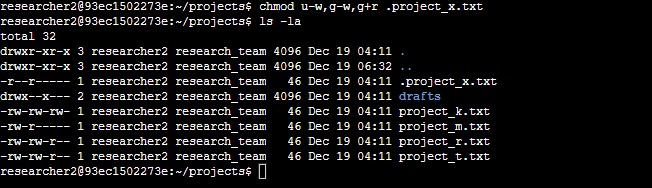 researcher2@93ec1502273e:~/projects$ chmod u-w,g-w,g+r .project_x.txt
researcher2@93ec1502273e:~/projects$ ls -la
total 32
drwxr-xr-x 3 researcher2 research_team 4096 Dec 19 04:11 .
drwxr-xr-x 3 researcher2 research_team 4096 Dec 19 06:32 ..
-r--r----- 1 researcher2 research_team   46 Dec 19 04:11 .project_x.txt
drwx--x--- 2 researcher2 research_team 4096 Dec 19 04:11 drafts
-rw-rw-rw- 1 researcher2 research_team   46 Dec 19 04:11 project_k.txt
-rw-r----- 1 researcher2 research_team   46 Dec 19 04:11 project_m.txt
-rw-rw-r-- 1 researcher2 research_team   46 Dec 19 04:11 project_r.txt
-rw-rw-r-- 1 researcher2 research_team   46 Dec 19 04:11 project_t.txt
researcher2@93ec1502273e:~/projects$